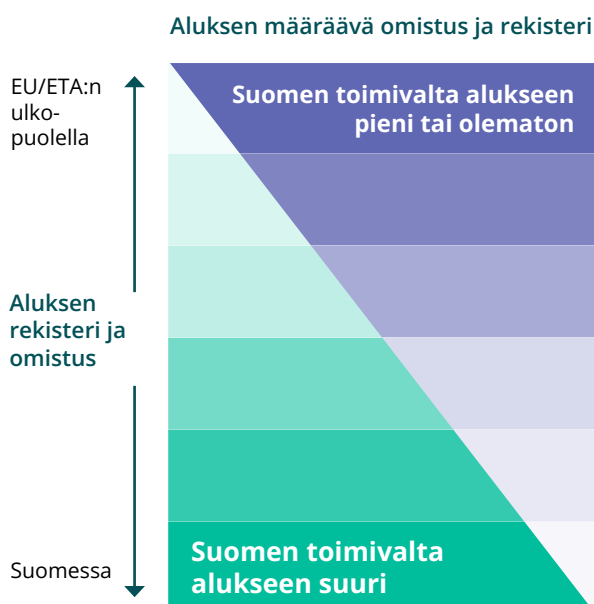 Aluksen määräävä omistus ja rekisteri
EU/ETA:n
ulko-
puolella
Suomen toimivalta alukseen
pieni tai olematon
Aluksen
rekisteri ja
omistus
Suomessa
Suomen toimivalta
alukseen suuri